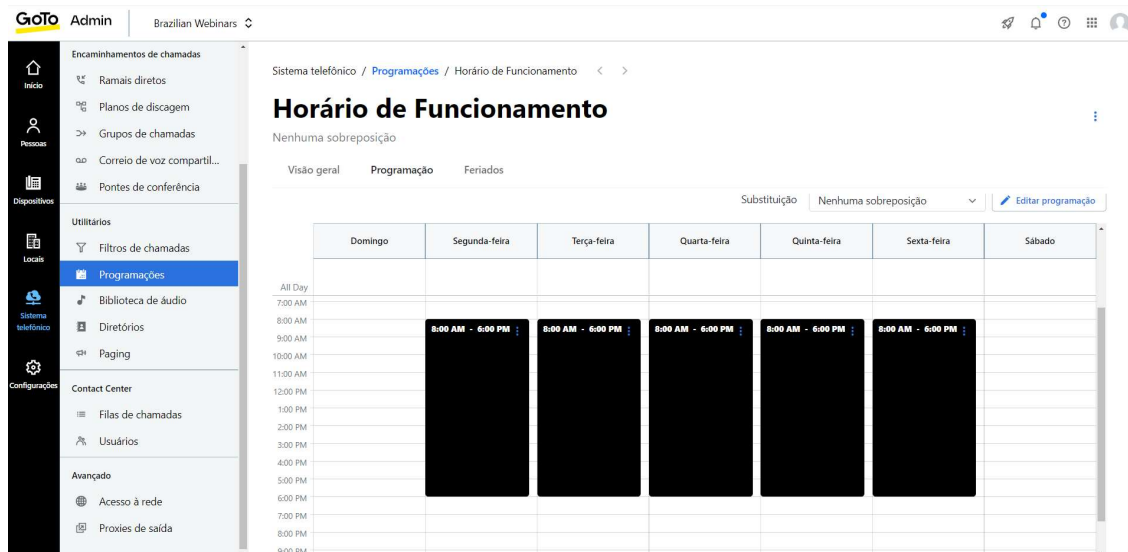 GoTo Admin
Brazilian Webinars
Início
Pessoas
Dispositivos
Locais
Sistema telefônico
Configurações
Encaminhamentos de chamadas
Ramais diretos
Planos de discagem
Grupos de chamadas
Correio de voz compartil...
Pontes de conferência
Utilitários
Filtros de chamadas
Programações
Biblioteca de áudio
Diretórios
Paging
Contact Center
Filas de chamadas
Usuários
Avançado
Acesso à rede
Proxies de saída
Sistema telefônico / Programações / Horário de Funcionamento < >
Horário de Funcionamento
Nenhuma sobreposição
Visão geral Programação Feriados
Substituição Nenhuma sobreposição Editar programação
Domingo Segunda-feira Terça-feira Quarta-feira Quinta-feira Sexta-feira Sábado
All Day
7:00 AM
8:00 AM
8:00 AM - 6:00 PM 8:00 AM - 6:00 PM 8:00 AM - 6:00 PM 8:00 AM - 6:00 PM 8:00 AM - 6:00 PM
9:00 AM
10:00 AM
11:00 AM
12:00 PM
1:00 PM
2:00 PM
3:00 PM
4:00 PM
5:00 PM
6:00 PM
7:00 PM
8:00 PM
9:00 PM